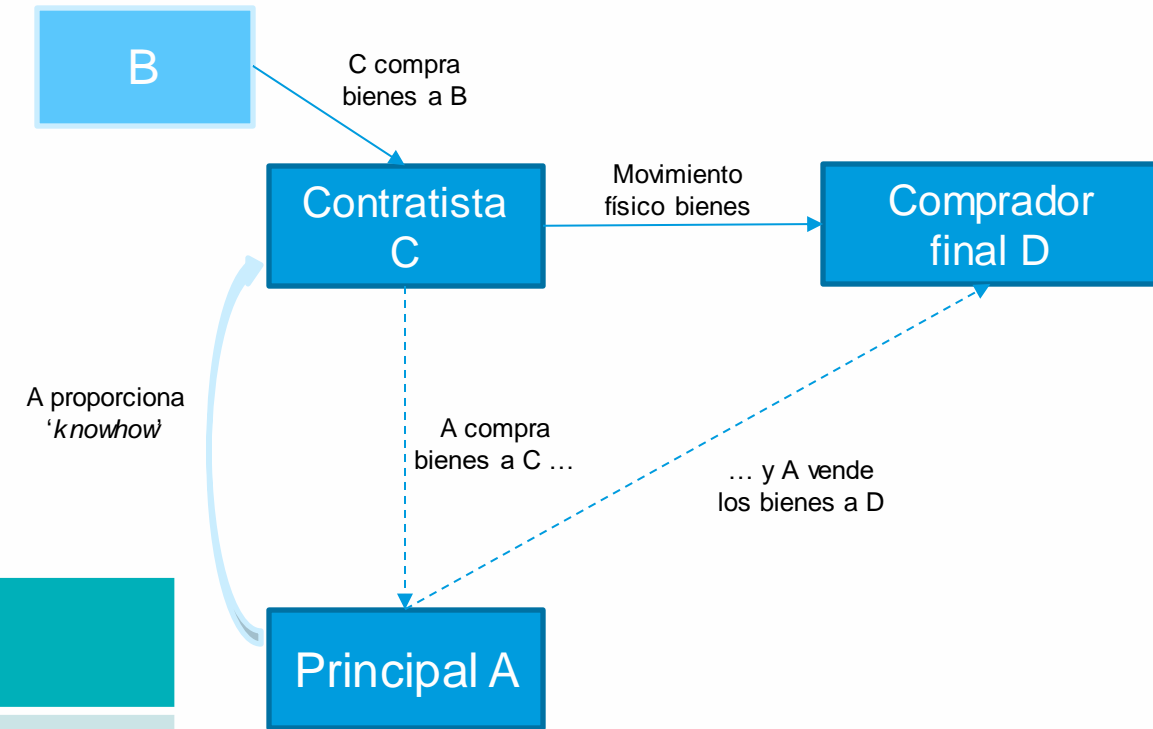 B
C compra
bienes a B
Contratista
C
Movimiento
físico bienes
Comprador
final D
A proporciona
‘knowhow’
A compra
bienes a C …
… y A vende
los bienes a D
Principal A